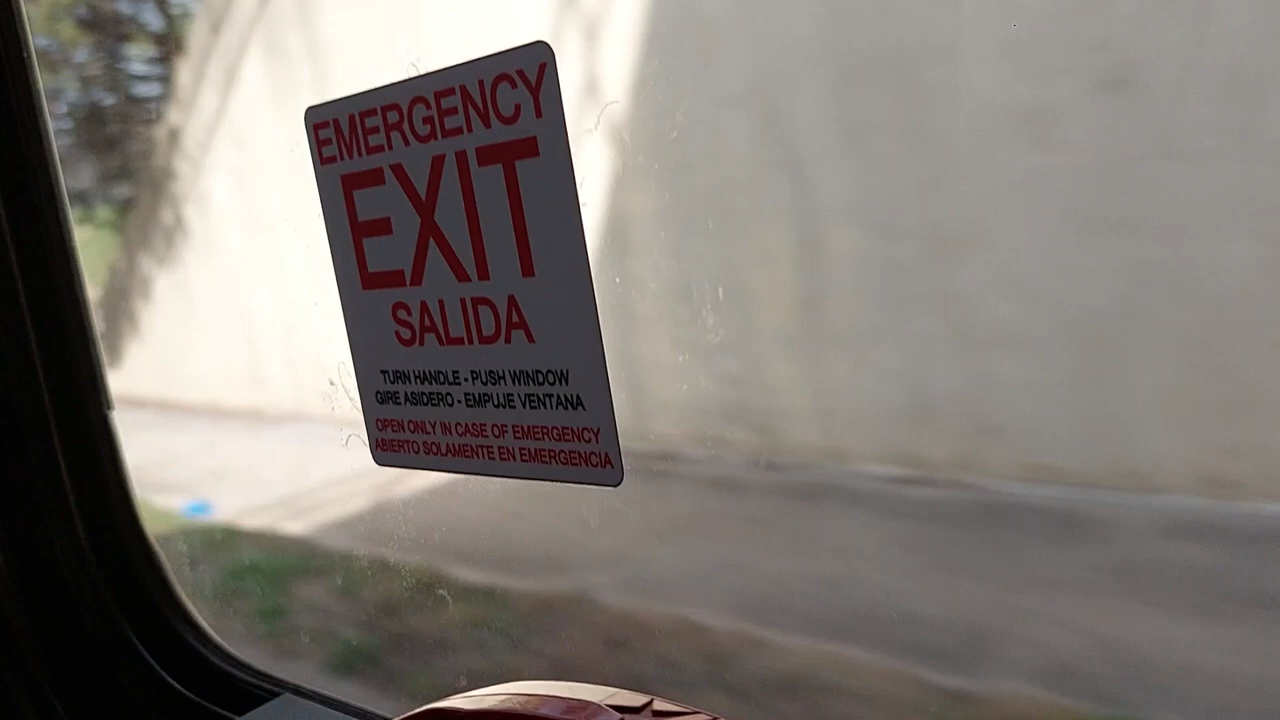 EMERGENCY
EXIT
SALIDA
TURN HANDLE - PUSH WINDOW
GIRE ASIDERO - EMPUJE VENTANA
OPEN ONLY IN CASE OF EMERGENCY
ABIERTO SOLAMENTE EN EMERGENCIA